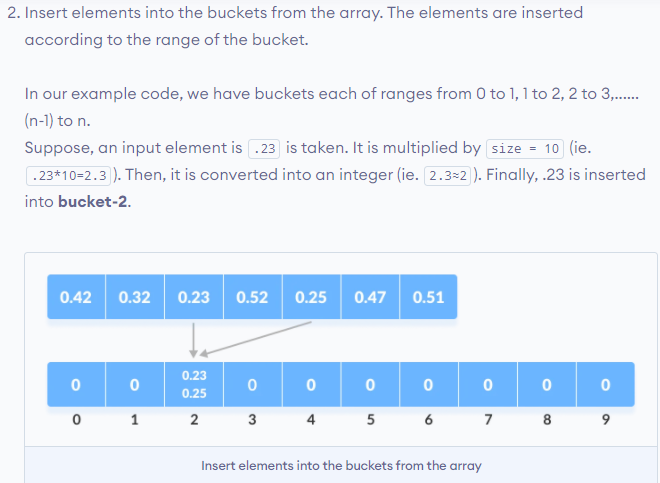 2. Insert elements into the buckets from the array. The elements are inserted
according to the range of the bucket.
In our example code, we have buckets each of ranges from 0 to 1, 1 to 2, 2 to 3,......
(n-1) to n.
Suppose, an input element is .23 is taken. It is multiplied by size = 10 (ie.
.23*10=2.3 ). Then, it is converted into an integer (ie. 2.3≈2 ). Finally, .23 is inserted
into bucket-2.
0.42 0.32 0.23 0.52 0.25 0.47 0.51
0 0 0.23 0 0 0 0 0 0 0
0.25
0 1 2 3 4 5 6 7 8 9
Insert elements into the buckets from the array